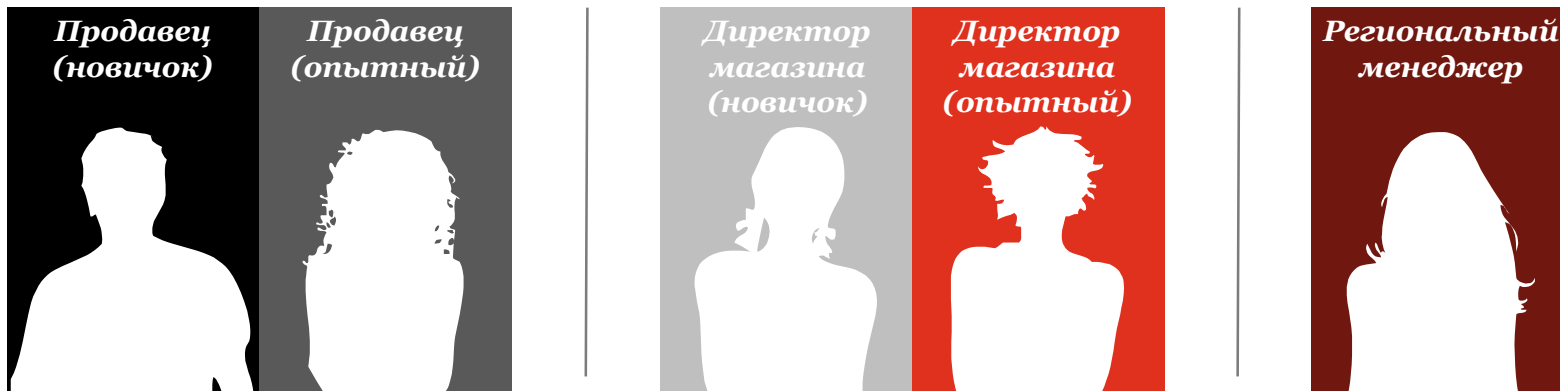 Продавец
(новичок)
Продавец
(опытный)
Директор
магазина
(новичок)
Директор
магазина
(опытный)
Региональный
менеджер